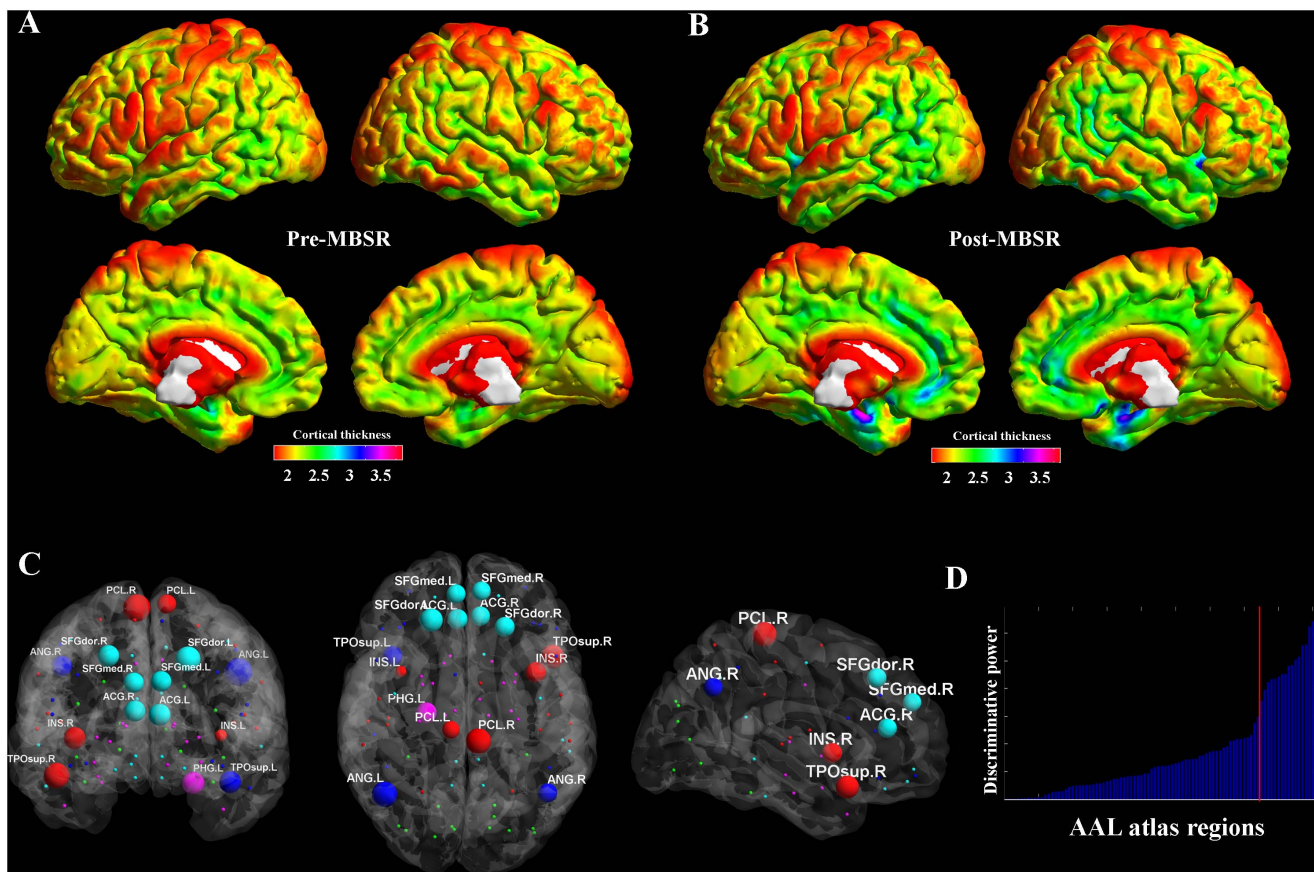 A
B
Pre-MBSR
Post-MBSR
Cortical thickness
2 2.5 3 3.5
Cortical thickness
2 2.5 3 3.5
C
PCL.R PCL.L
SFGdor.R SFGdor.L
ANG.R ANG.L
SFGmed.R SFGmed.L
ACG.R ACG.L
INS.R INS.L
TPOsup.R PHG.L TPOsup.L
SFGmed.L SFGmed.R
SFGdor.L ACG.L ACG.R SFGdor.R
TPOsup.L TPOsup.R
INS.L INS.R
PHG.L
PCL.L PCL.R
ANG.L ANG.R
PCL.R
ANG.R SFGdor.R
SFGmed.R
ACG.R
INS.R
TPOsup.R
D
Discriminative power
AAL atlas regions